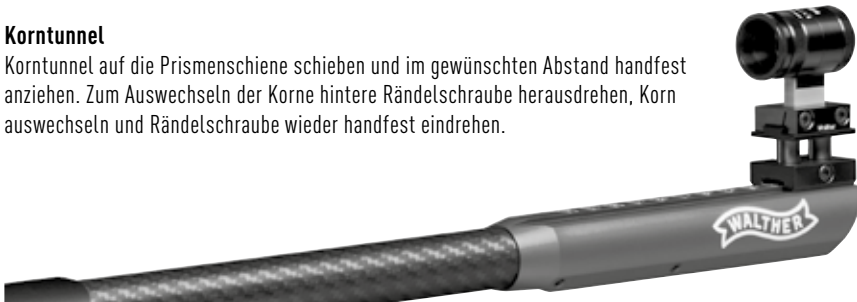 Korntunnel
Korntunnel auf die Prismenschiene schieben und im gewünschten Abstand handfest
anziehen. Zum Auswechseln der Korne hintere Rändelschraube herausdrehen, Korn
auswechseln und Rändelschraube wieder handfest eindrehen.
WALTHER